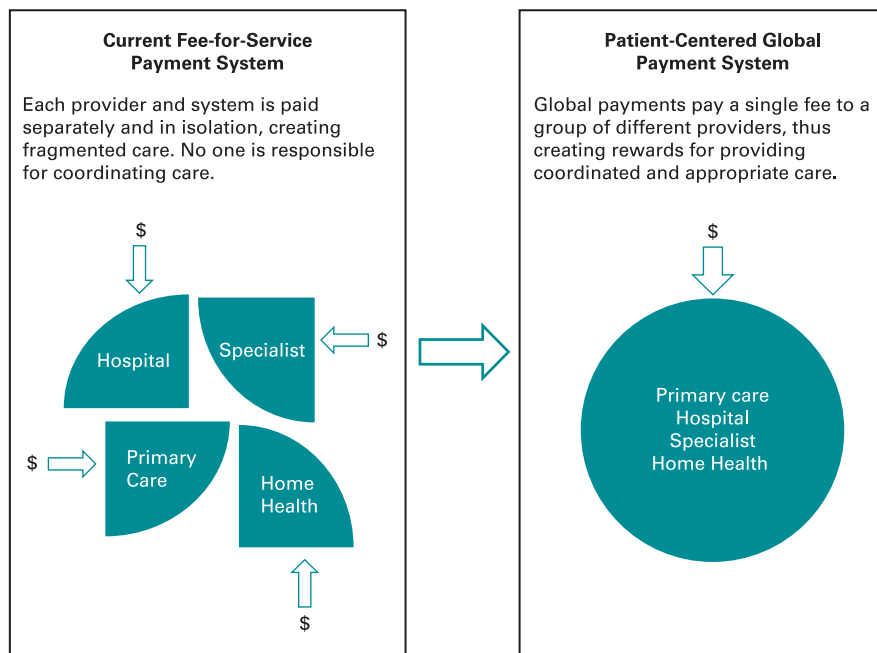 Current Fee-for-Service
Payment System
Each provider and system is paid
separately and in isolation, creating
fragmented care. No one is responsible
for coordinating care.
$
Hospital
Specialist
$
$
Primary
Care
Home
Health
$
Patient-Centered Global
Payment System
Global payments pay a single fee to a
group of different providers, thus
creating rewards for providing
coordinated and appropriate care.
$
Primary care
Hospital
Specialist
Home Health